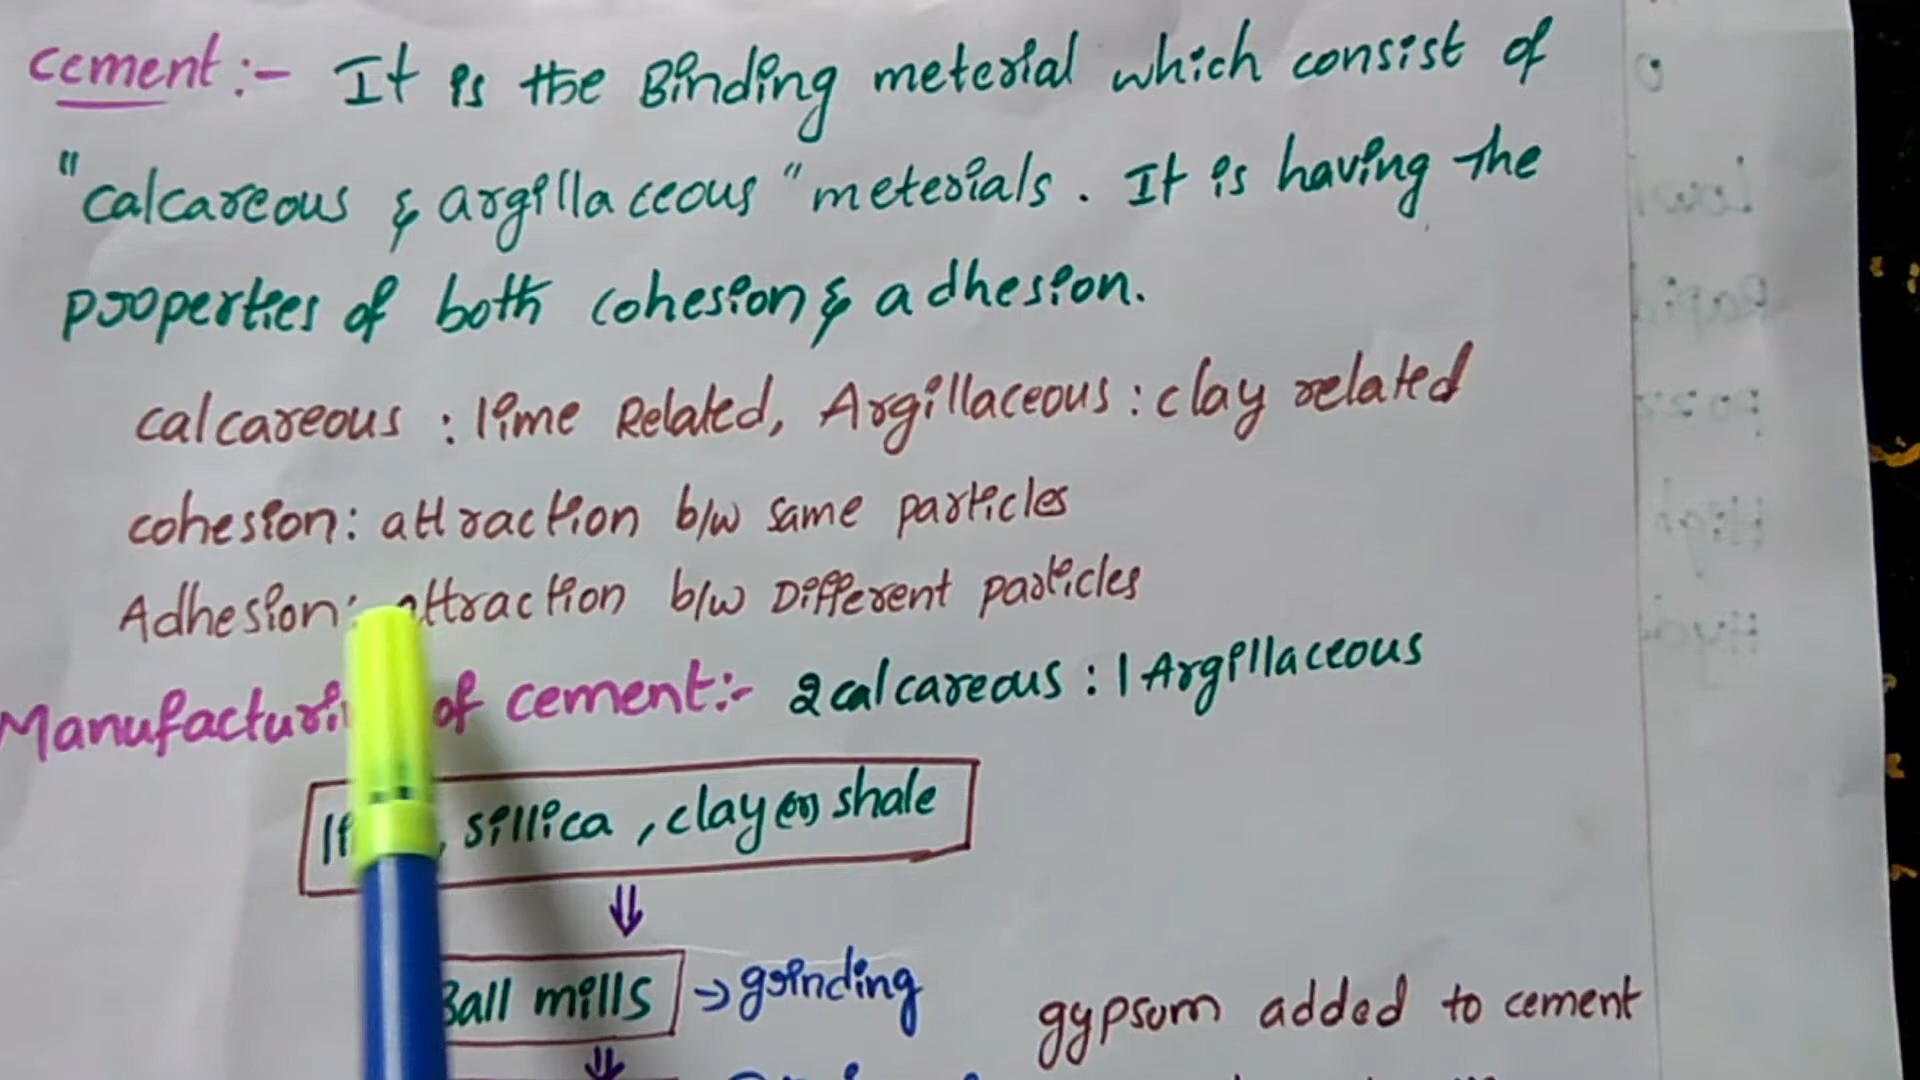 cement:- It is the Binding meterial which consist of
"calcareous & argillaceous" meterials. It is having the
properties of both cohesion & adhesion.
calcareous : lime Related, Argillaceous : clay related
cohesion: attraction b/w same particles
Adhesion: attraction b/w Different particles
of cement:- 2 calcareous : 1 Argillaceous
, sillica, clay (or) shale
Ball mills → grinding
gypsum added to cement